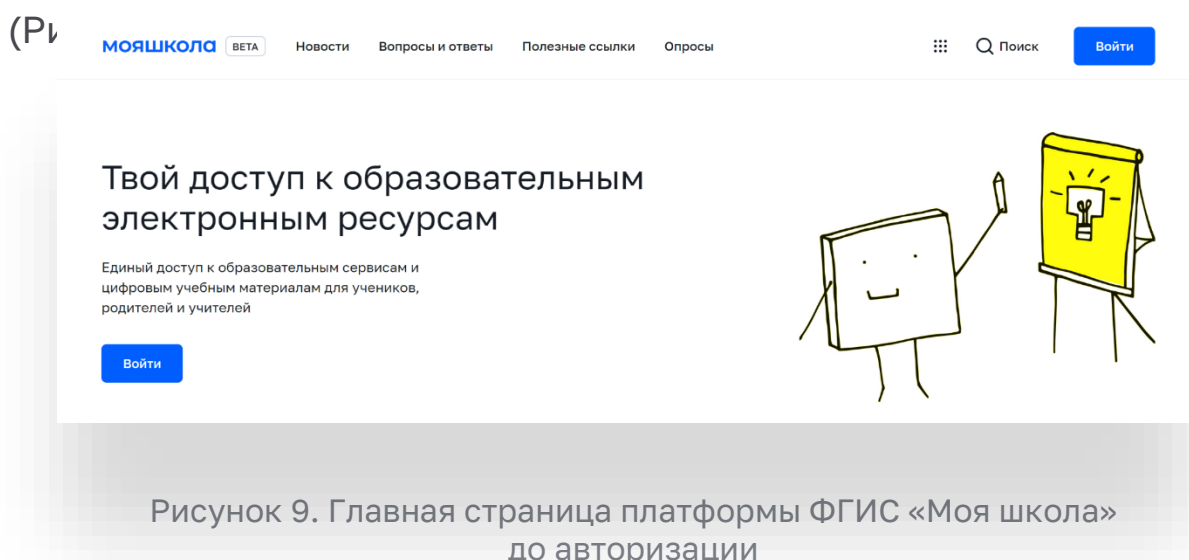 (Ри
МОЯШКОЛА BETA Новости Вопросы и ответы Полезные ссылки Опросы Поиск Войти
Твой доступ к образовательным
электронным ресурсам
Единый доступ к образовательным сервисам и
цифровым учебным материалам для учеников,
родителей и учителей
Войти
Рисунок 9. Главная страница платформы ФГИС «Моя школа»
до авторизации